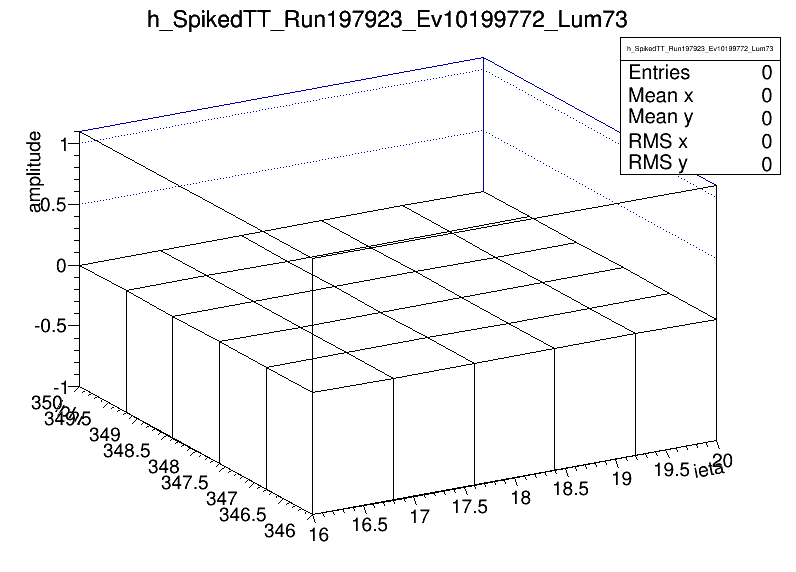 h_SpikedTT_Run197923_Ev10199772_Lum73
h_SpikedTT_Run197923_Ev10199772_Lum73
Entries 0
Mean x 0
Mean y 0
RMS x 0
RMS y 0
amplitude
1
0.5
0
-0.5
-1
350
349.5
349
348.5
348
347.5
347
346.5
346
16
16.5
17
17.5
18
18.5
19
19.5
20
ieta